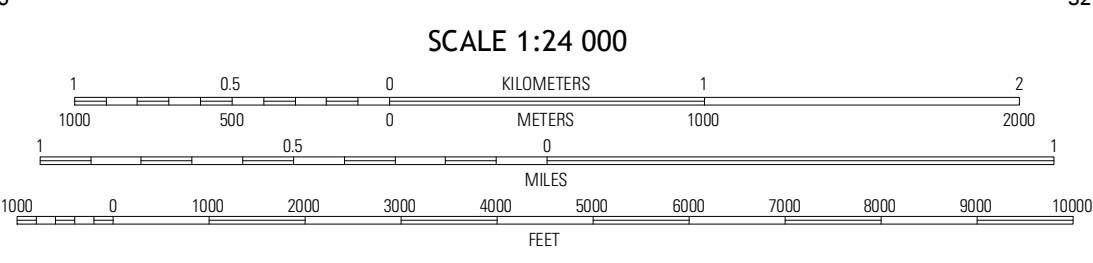 SCALE 1:24 000
1 0.5 0 KILOMETERS 1 2
1000 500 0 METERS 1000 2000
1 0.5 0 1
MILES
1000 0 1000 2000 3000 4000 5000 6000 7000 8000 9000 10000
FEET